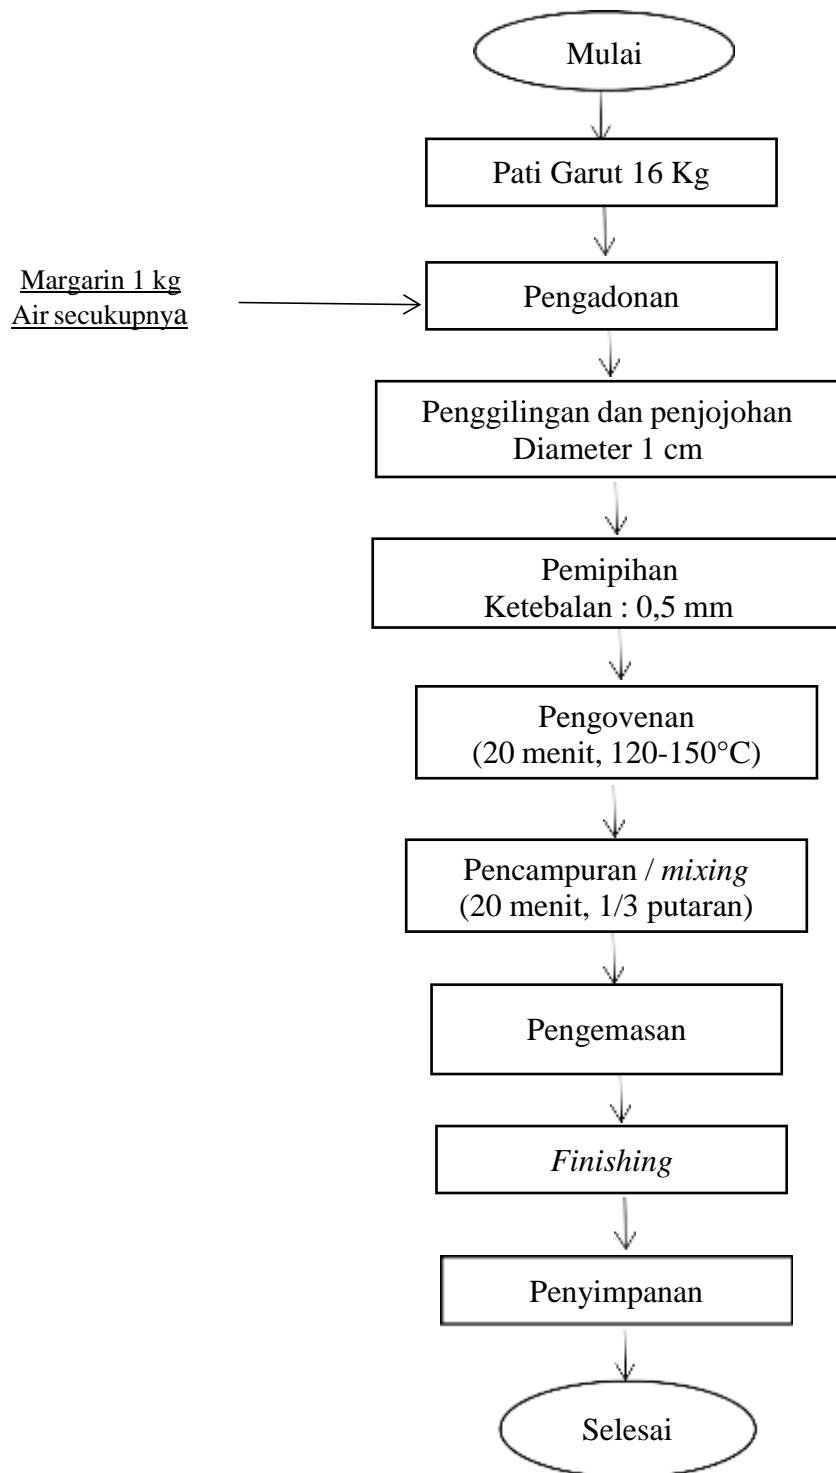 Mulai
Pati Garut 16 Kg
Margarin 1 kg
Air secukupnya
Pengadonan
Penggilingan dan penjojohan
Diameter 1 cm
Pemipihan
Ketebalan : 0,5 mm
Pengovenan
(20 menit, 120-150°C)
Pencampuran / mixing
(20 menit, 1/3 putaran)
Pengemasan
Finishing
Penyimpanan
Selesai